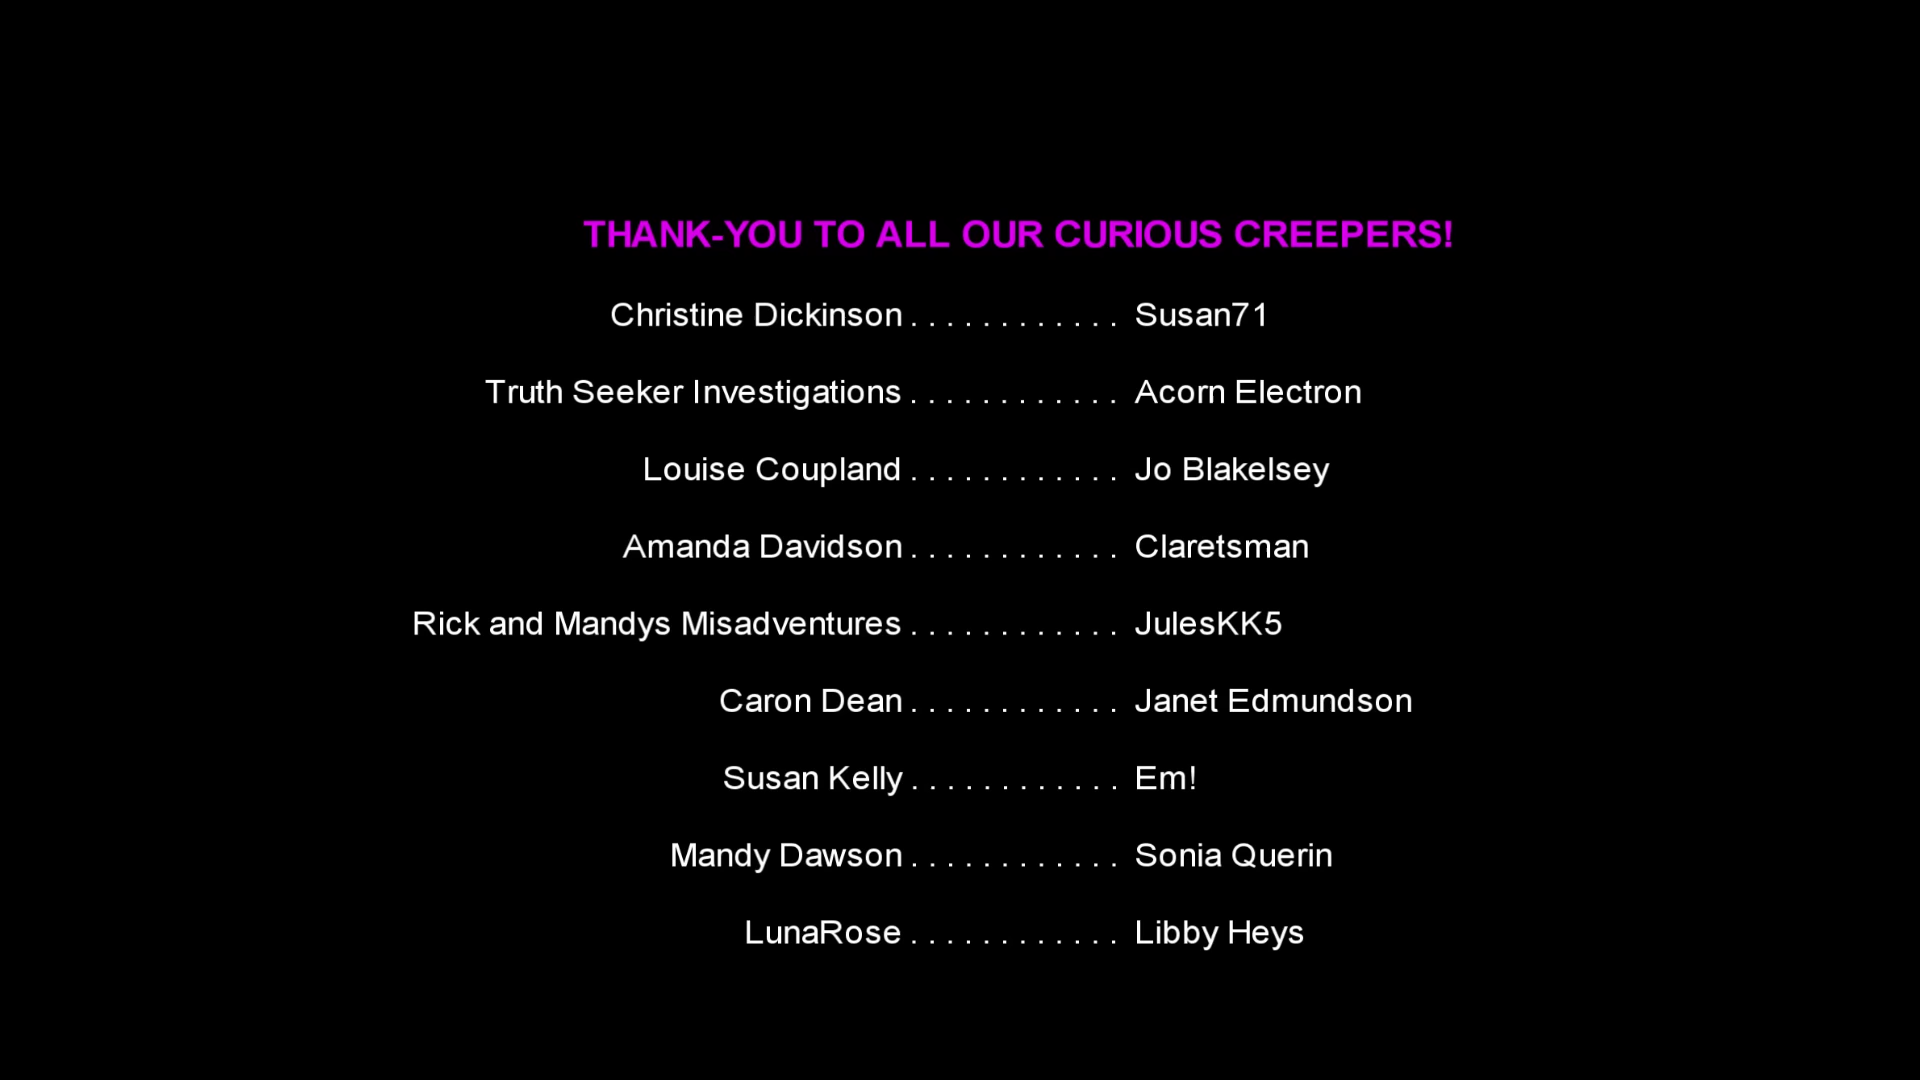 THANK-YOU TO ALL OUR CURIOUS CREEPERS!
Christine Dickinson . . . . . . . . . . . . Susan71
Truth Seeker Investigations . . . . . . . . . . . . Acorn Electron
Louise Coupland . . . . . . . . . . . . Jo Blakelsey
Amanda Davidson . . . . . . . . . . . . Claretsman
Rick and Mandys Misadventures . . . . . . . . . . . . JulesKK5
Caron Dean . . . . . . . . . . . . Janet Edmundson
Susan Kelly . . . . . . . . . . . . Em!
Mandy Dawson . . . . . . . . . . . . Sonia Querin
LunaRose . . . . . . . . . . . . Libby Heys